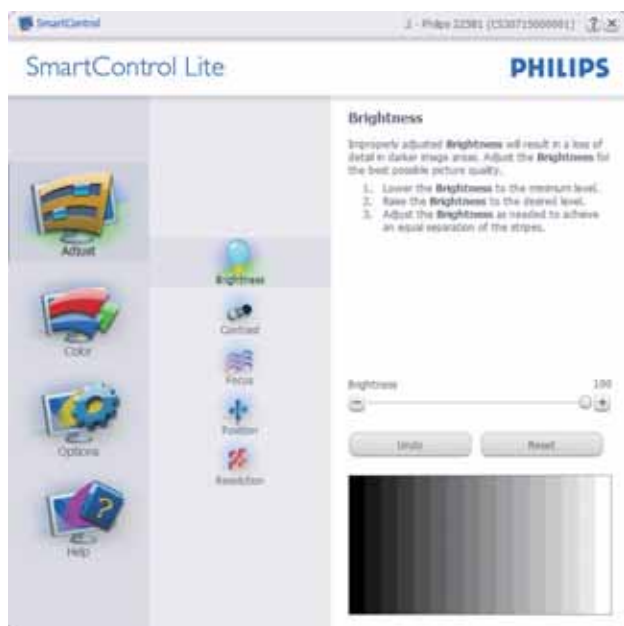 SmartControl
SmartControl Lite
PHILIPS
Adjust
Color
Options
Help
Brightness
Contrast
Focus
Position
Resolution
Brightness
Improperly adjusted Brightness will result in a loss of
detail in darker image areas. Adjust the Brightness for
the best possible picture quality.
1. Lower the Brightness to the minimum level.
2. Raise the Brightness to the desired level.
3. Adjust the Brightness as needed to achieve
an equal separation of the stripes.
Brightness 100
Undo Reset